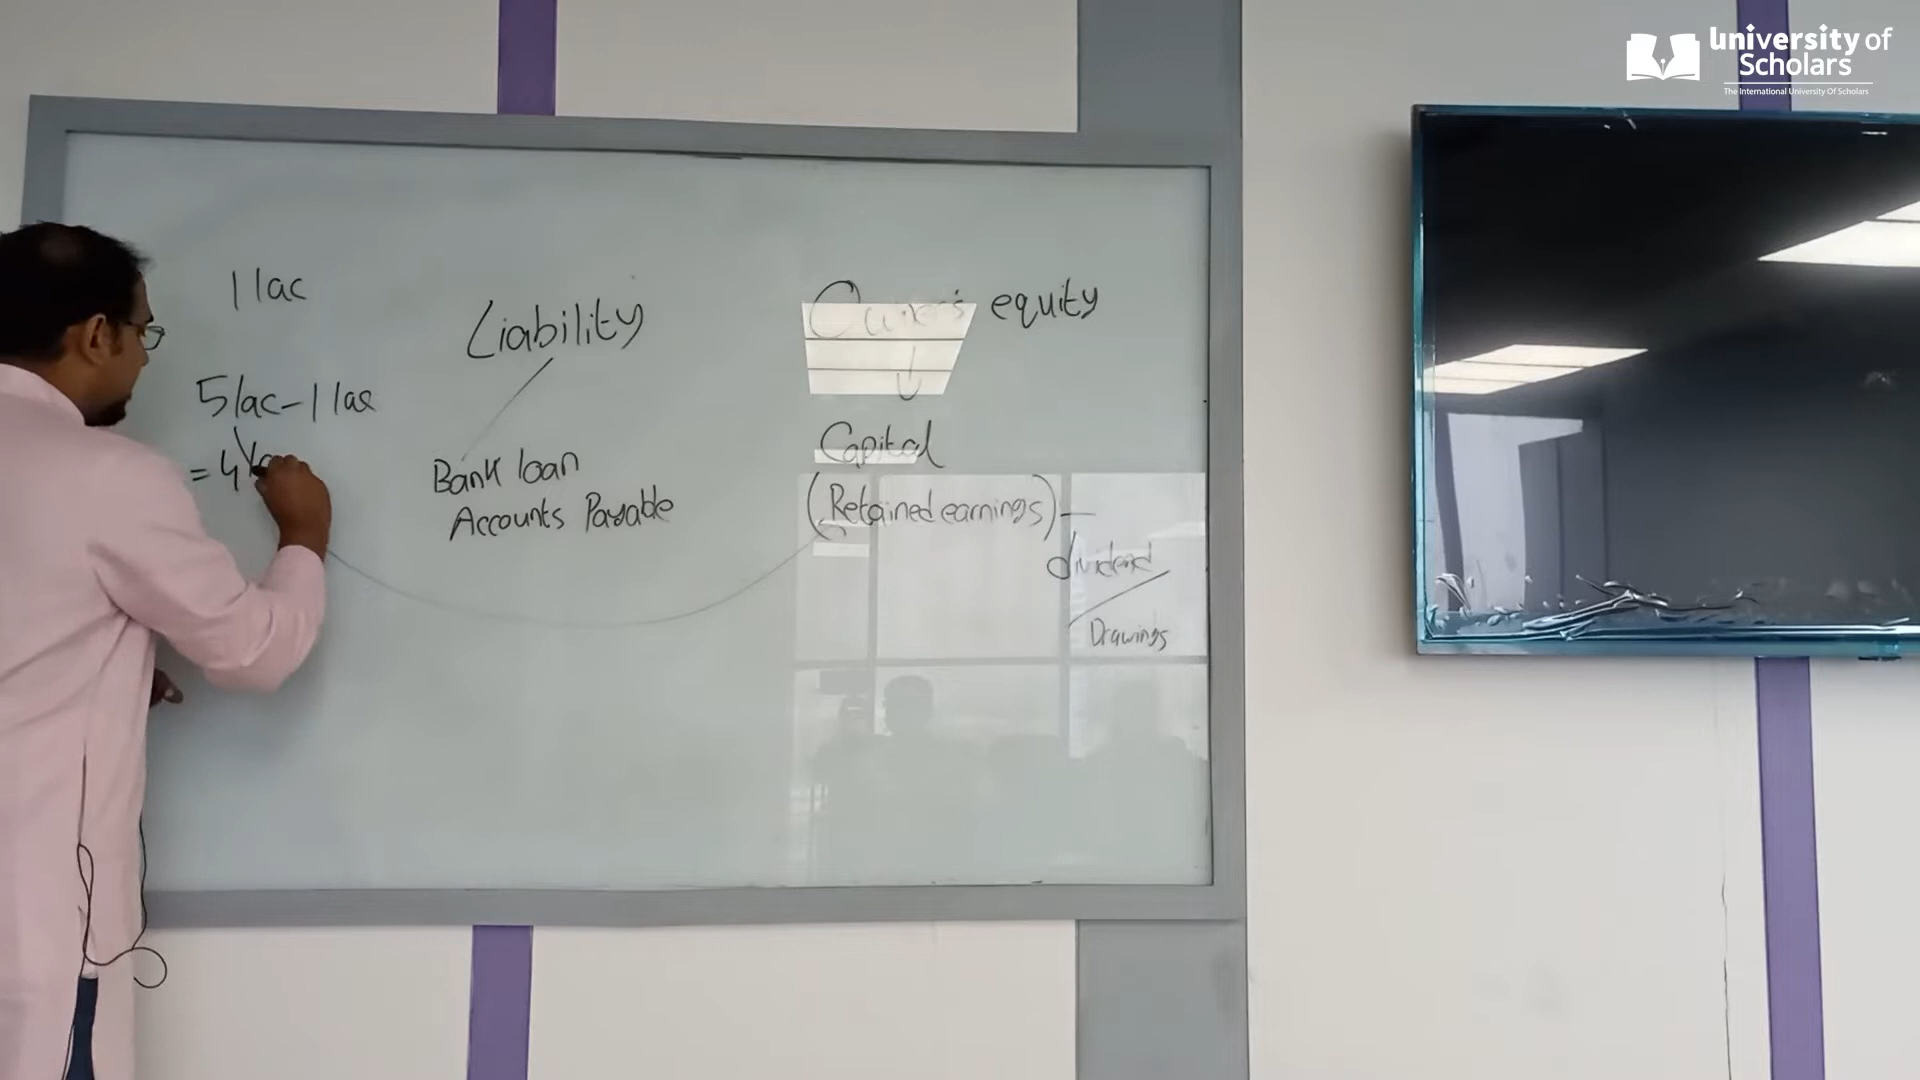 University of
Scholars
The International University Of Scholars
1 lac
5 lac - 1 lac
= 4
Liability
Bank loan
Accounts Payable
Owner's equity
Capital
(Retained earnings) -
dividend
Drawings